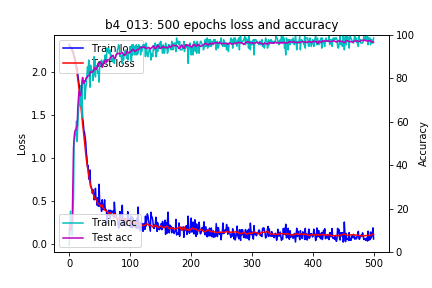 b4_013: 500 epochs loss and accuracy
Train loss
Test loss
Train acc
Test acc
Loss
Accuracy
0.0
0.5
1.0
1.5
2.0
0
20
40
60
80
100
0
100
200
300
400
500